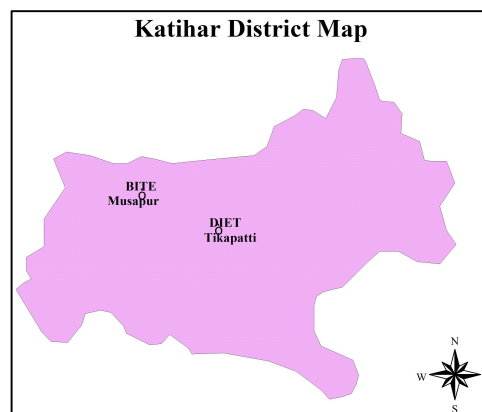 Katihar District Map
BITE
Musapur
DIET
Tikapatti
N
W
S